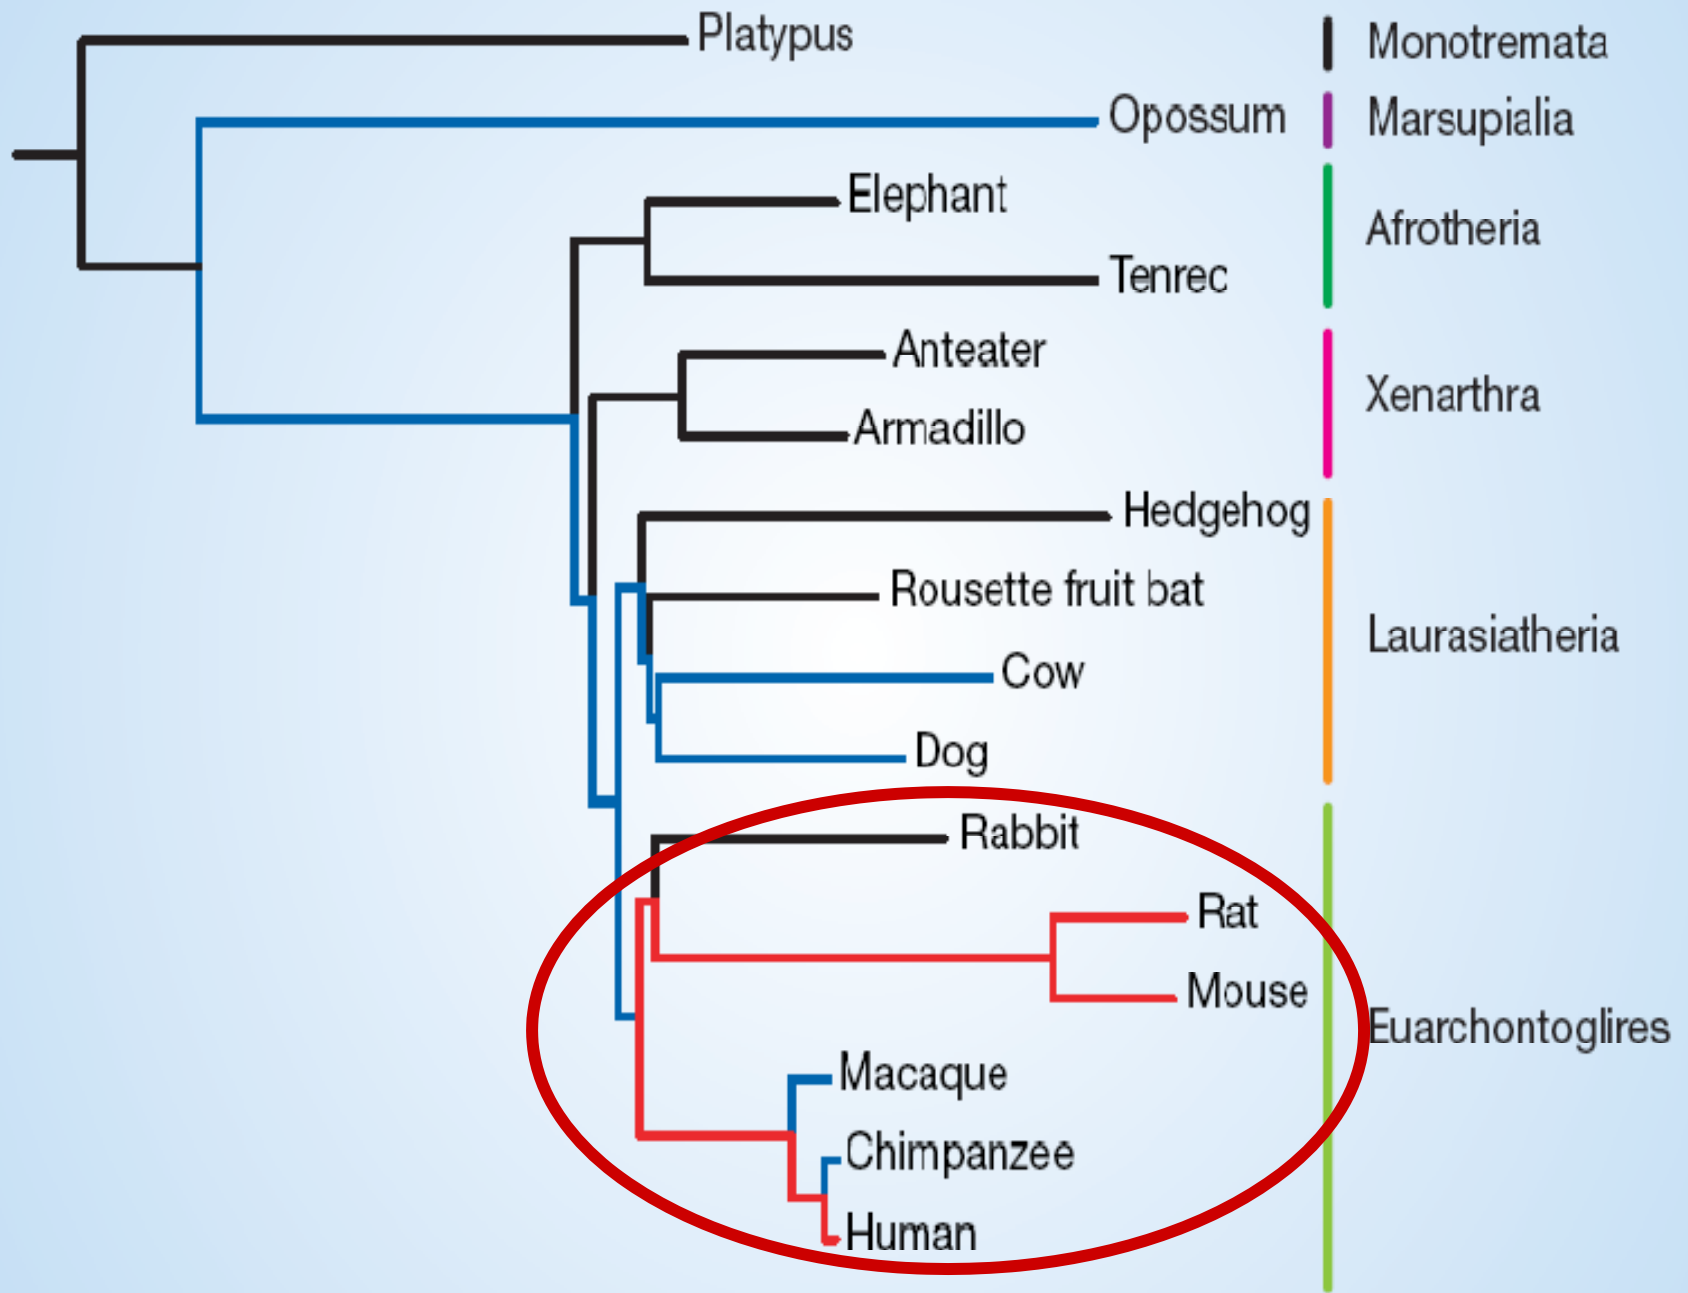 Platypus
Monotremata
Opossum
Marsupialia
Elephant
Afrotheria
Tenrec
Anteater
Xenarthra
Armadillo
Hedgehog
Rousette fruit bat
Laurasiatheria
Cow
Dog
Rabbit
Rat
Mouse
Euarchontoglires
Macaque
Chimpanzee
Human